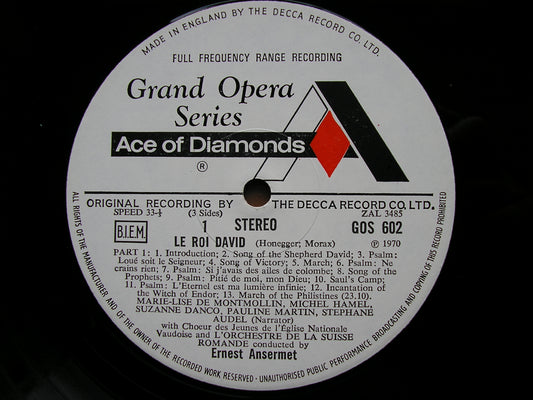 MADE IN ENGLAND BY THE DECCA RECORD CO. LTD.
FULL FREQUENCY RANGE RECORDING
Grand Opera
Series
Ace of Diamonds
®
ORIGINAL RECORDING BY THE DECCA RECORD CO. LTD.
SPEED 33⅓ (3 Sides) ZAL 3485
B.I.E.M. 1 STEREO GOS 602
LE ROI DAVID (Honegger; Morax) ℗ 1970
PART 1: 1. Introduction; 2. Song of the Shepherd David; 3. Psalm:
Loué soit le Seigneur; 4. Song of Victory; 5. March; 6. Psalm: Ne
crains rien; 7. Psalm: Si j'avais des ailes de colombe; 8. Song of the
Prophets; 9. Psalm: Pitié de moi, mon Dieu; 10. Saul's Camp;
11. Psalm: L'Eternel est ma lumière infinie; 12. Incantation of
the Witch of Endor; 13. March of the Philistines (23.10).
MARIE-LISE DE MONTMOLLIN, MICHEL HAMEL,
SUZANNE DANCO, PAULINE MARTIN, STEPHANE
AUDEL (Narrator)
with Choeur des Jeunes de l'Église Nationale
Vaudoise and L'ORCHESTRE DE LA SUISSE
ROMANDE conducted by
Ernest Ansermet
ALL RIGHTS OF THE MANUFACTURER AND OF THE OWNER OF THE RECORDED WORK RESERVED · UNAUTHORISED PUBLIC PERFORMANCE BROADCASTING AND COPYING OF THIS RECORD PROHIBITED